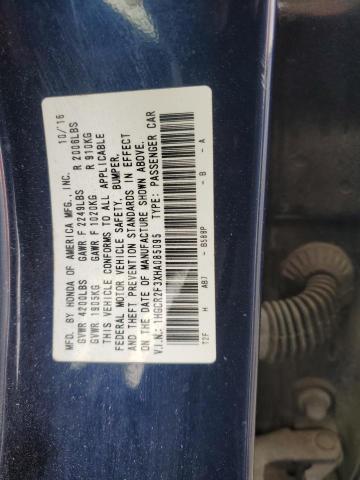 MFD. BY HONDA OF AMERICA MFG., INC. 10/16
GVWR 4200LBS GAWR F 2249LBS R 2006LBS
GVWR 1905KG GAWR F 1020KG R 910KG
THIS VEHICLE CONFORMS TO ALL APPLICABLE
FEDERAL MOTOR VEHICLE SAFETY, BUMPER,
AND THEFT PREVENTION STANDARDS IN EFFECT
ON THE DATE OF MANUFACTURE SHOWN ABOVE.
V.I.N.: 1HGCR2F3XHA085095 TYPE: PASSENGER CAR
T2F H AB7 - B588P - B - A